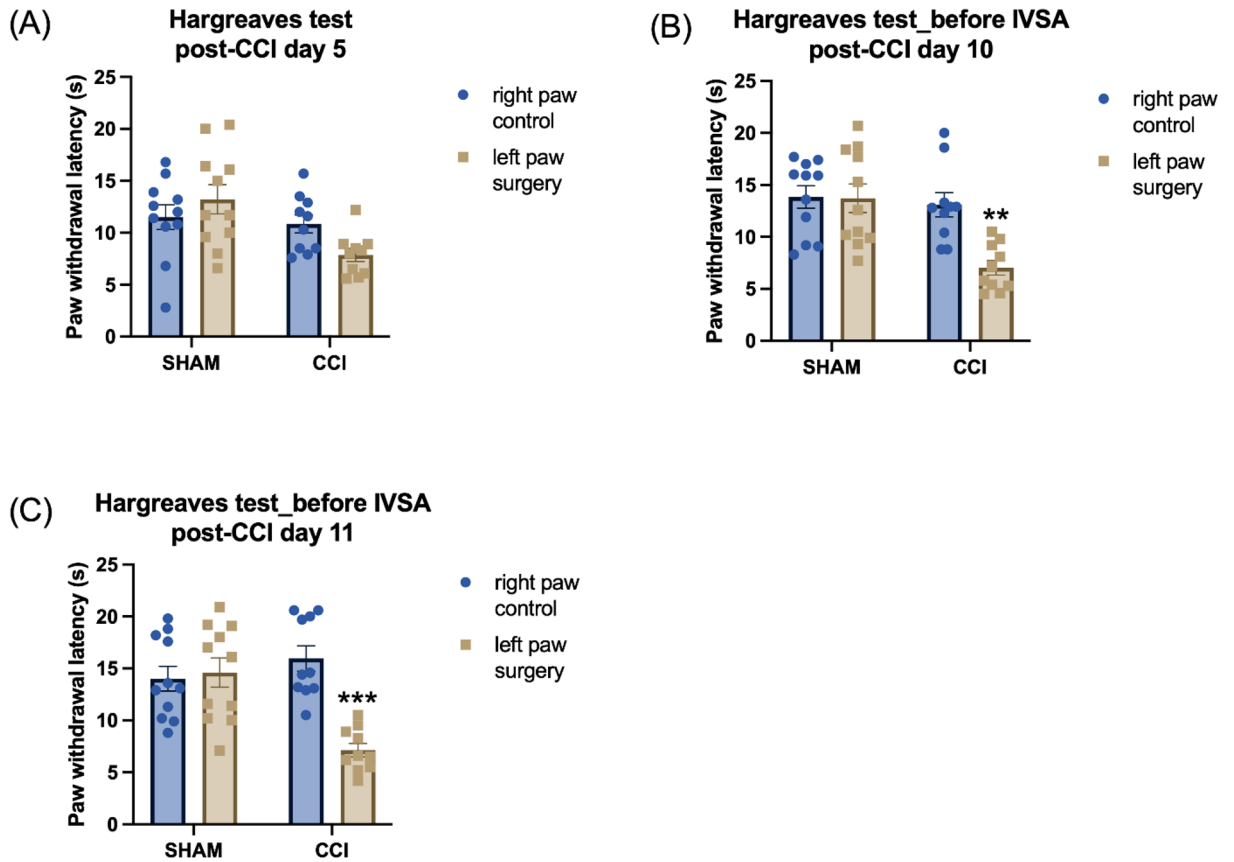 (A)
Hargreaves test
post-CCI day 5
Paw withdrawal latency (s)
25
20
15
10
5
0
SHAM
CCI
right paw
control
left paw
surgery
(B)
Hargreaves test_before IVSA
post-CCI day 10
Paw withdrawal latency (s)
25
20
15
10
5
0
**
SHAM
CCI
right paw
control
left paw
surgery
(C)
Hargreaves test_before IVSA
post-CCI day 11
Paw withdrawal latency (s)
25
20
15
10
5
0
***
SHAM
CCI
right paw
control
left paw
surgery